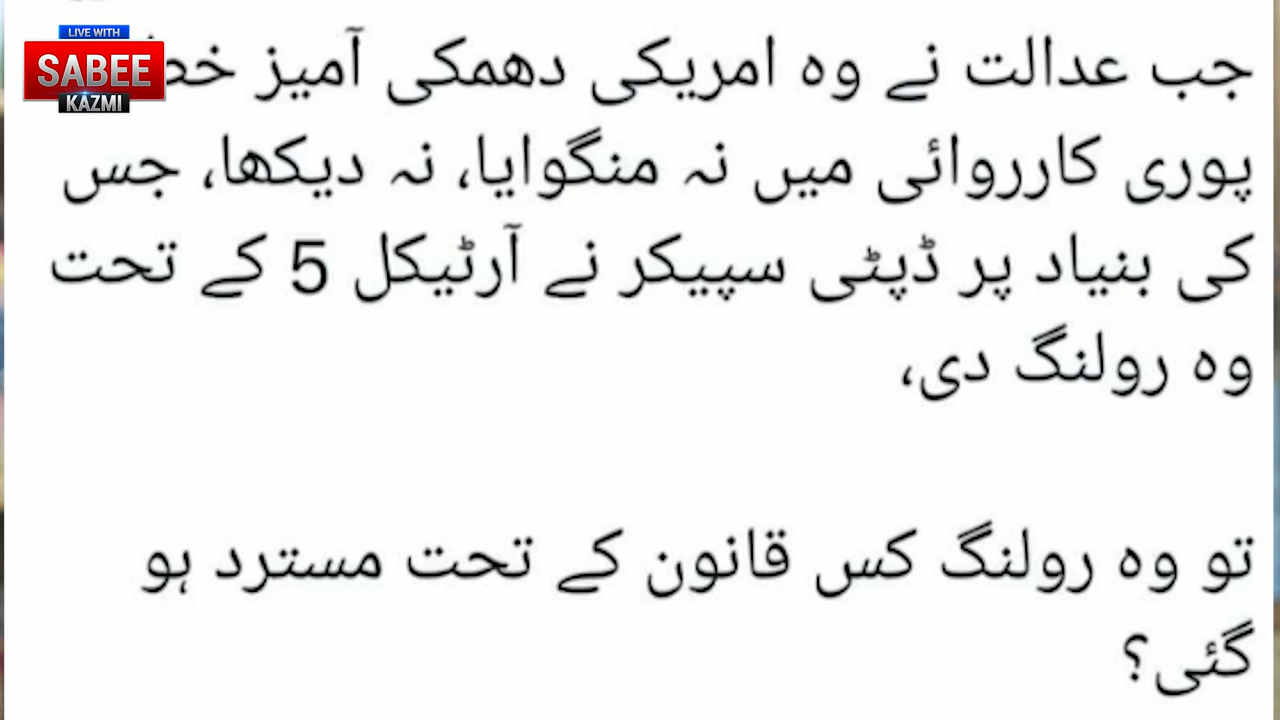 LIVE WITH
SABEE
KAZMI
جب عدالت نے وہ امریکی دھمکی آمیز
پوری کارروائی میں نہ منگوایا، نہ دیکھا، جس
کی بنیاد پر ڈپٹی سپیکر نے آرٹیکل 5 کے تحت
وہ رولنگ دی،
تو وہ رولنگ کس قانون کے تحت مسترد ہو
گئی؟